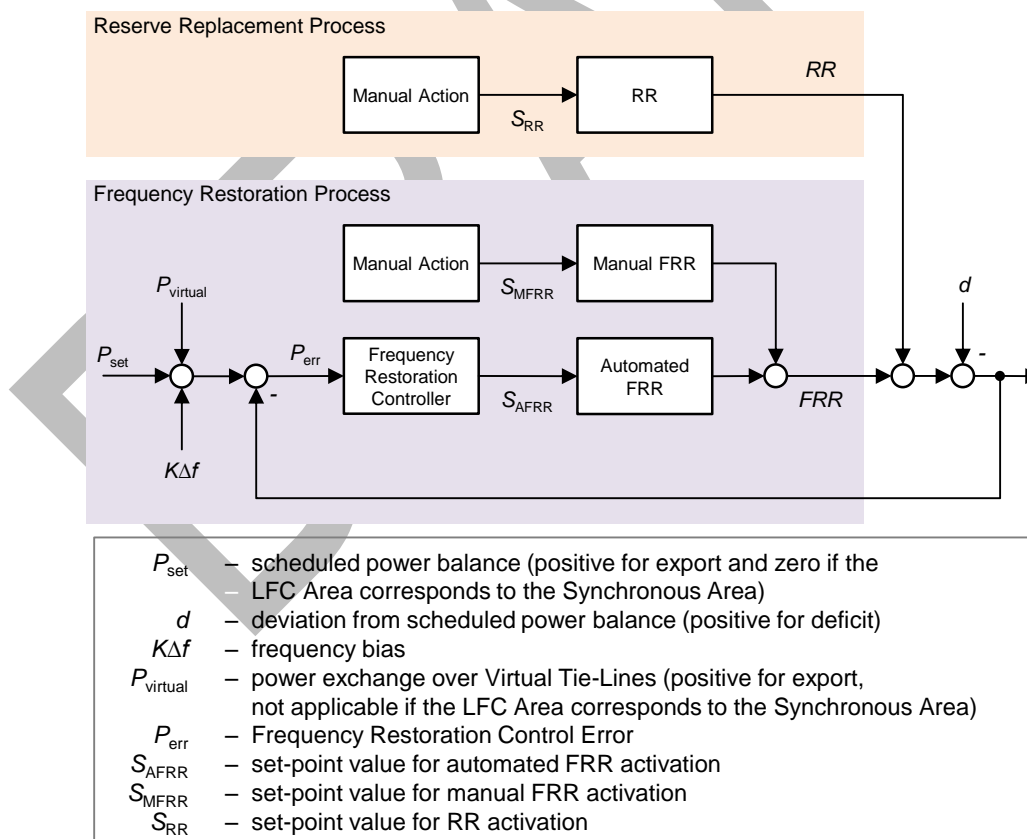 Reserve Replacement Process
RR
Manual Action
S_RR
RR
Frequency Restoration Process
Manual Action
S_MFRR
Manual FRR
P_virtual
d
P_set
P_err
Frequency
Restoration
Controller
S_AFRR
Automated
FRR
FRR
-
-
KΔf
P_set – scheduled power balance (positive for export and zero if the
– LFC Area corresponds to the Synchronous Area)
d – deviation from scheduled power balance (positive for deficit)
KΔf – frequency bias
P_virtual – power exchange over Virtual Tie-Lines (positive for export,
not applicable if the LFC Area corresponds to the Synchronous Area)
P_err – Frequency Restoration Control Error
S_AFRR – set-point value for automated FRR activation
S_MFRR – set-point value for manual FRR activation
S_RR – set-point value for RR activation